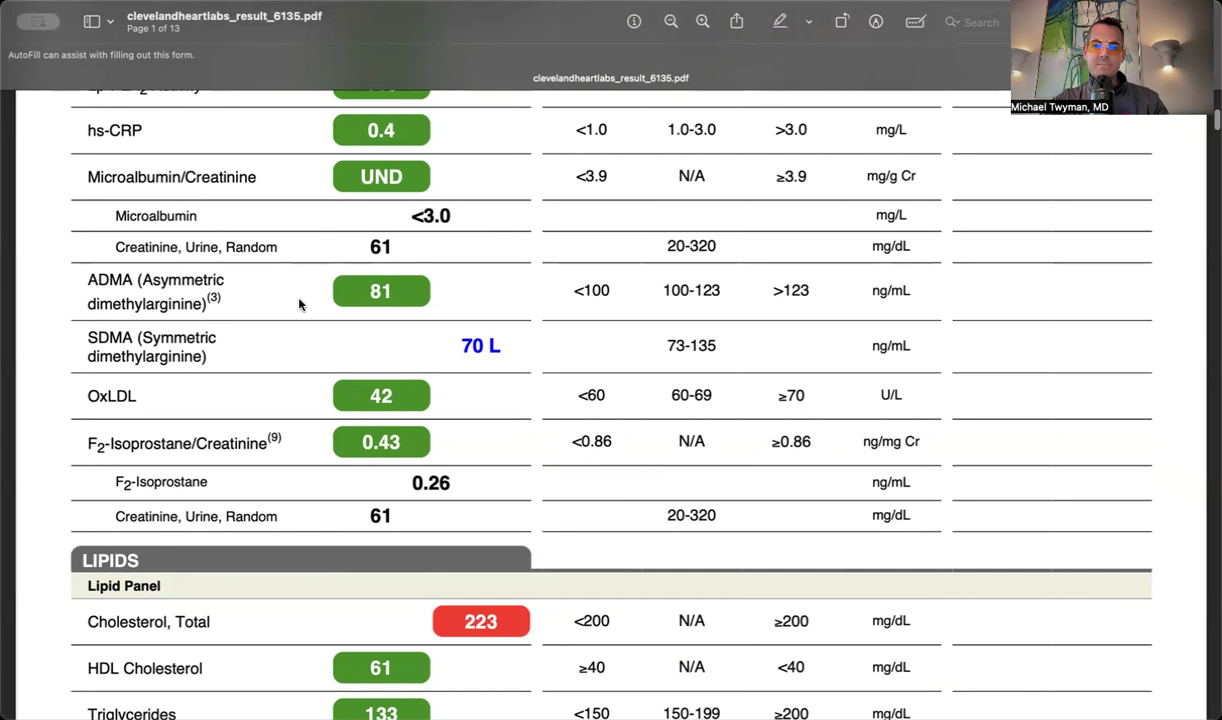 clevelandheartlabs_result_6135.pdf
Page 1 of 13
Search
AutoFill can assist with filling out this form.
clevelandheartlabs_result_6135.pdf
Michael Twyman, MD
hs-CRP 0.4 <1.0 1.0-3.0 >3.0 mg/L
Microalbumin/Creatinine UND <3.9 N/A ≥3.9 mg/g Cr
Microalbumin <3.0 mg/L
Creatinine, Urine, Random 61 20-320 mg/dL
ADMA (Asymmetric
dimethylarginine)(3) 81 <100 100-123 >123 ng/mL
SDMA (Symmetric
dimethylarginine) 70 L 73-135 ng/mL
OxLDL 42 <60 60-69 ≥70 U/L
F2-Isoprostane/Creatinine(9) 0.43 <0.86 N/A ≥0.86 ng/mg Cr
F2-Isoprostane 0.26 ng/mL
Creatinine, Urine, Random 61 20-320 mg/dL
LIPIDS
Lipid Panel
Cholesterol, Total 223 <200 N/A ≥200 mg/dL
HDL Cholesterol 61 ≥40 N/A <40 mg/dL
Triglycerides 133 <150 150-199 ≥200 mg/dL